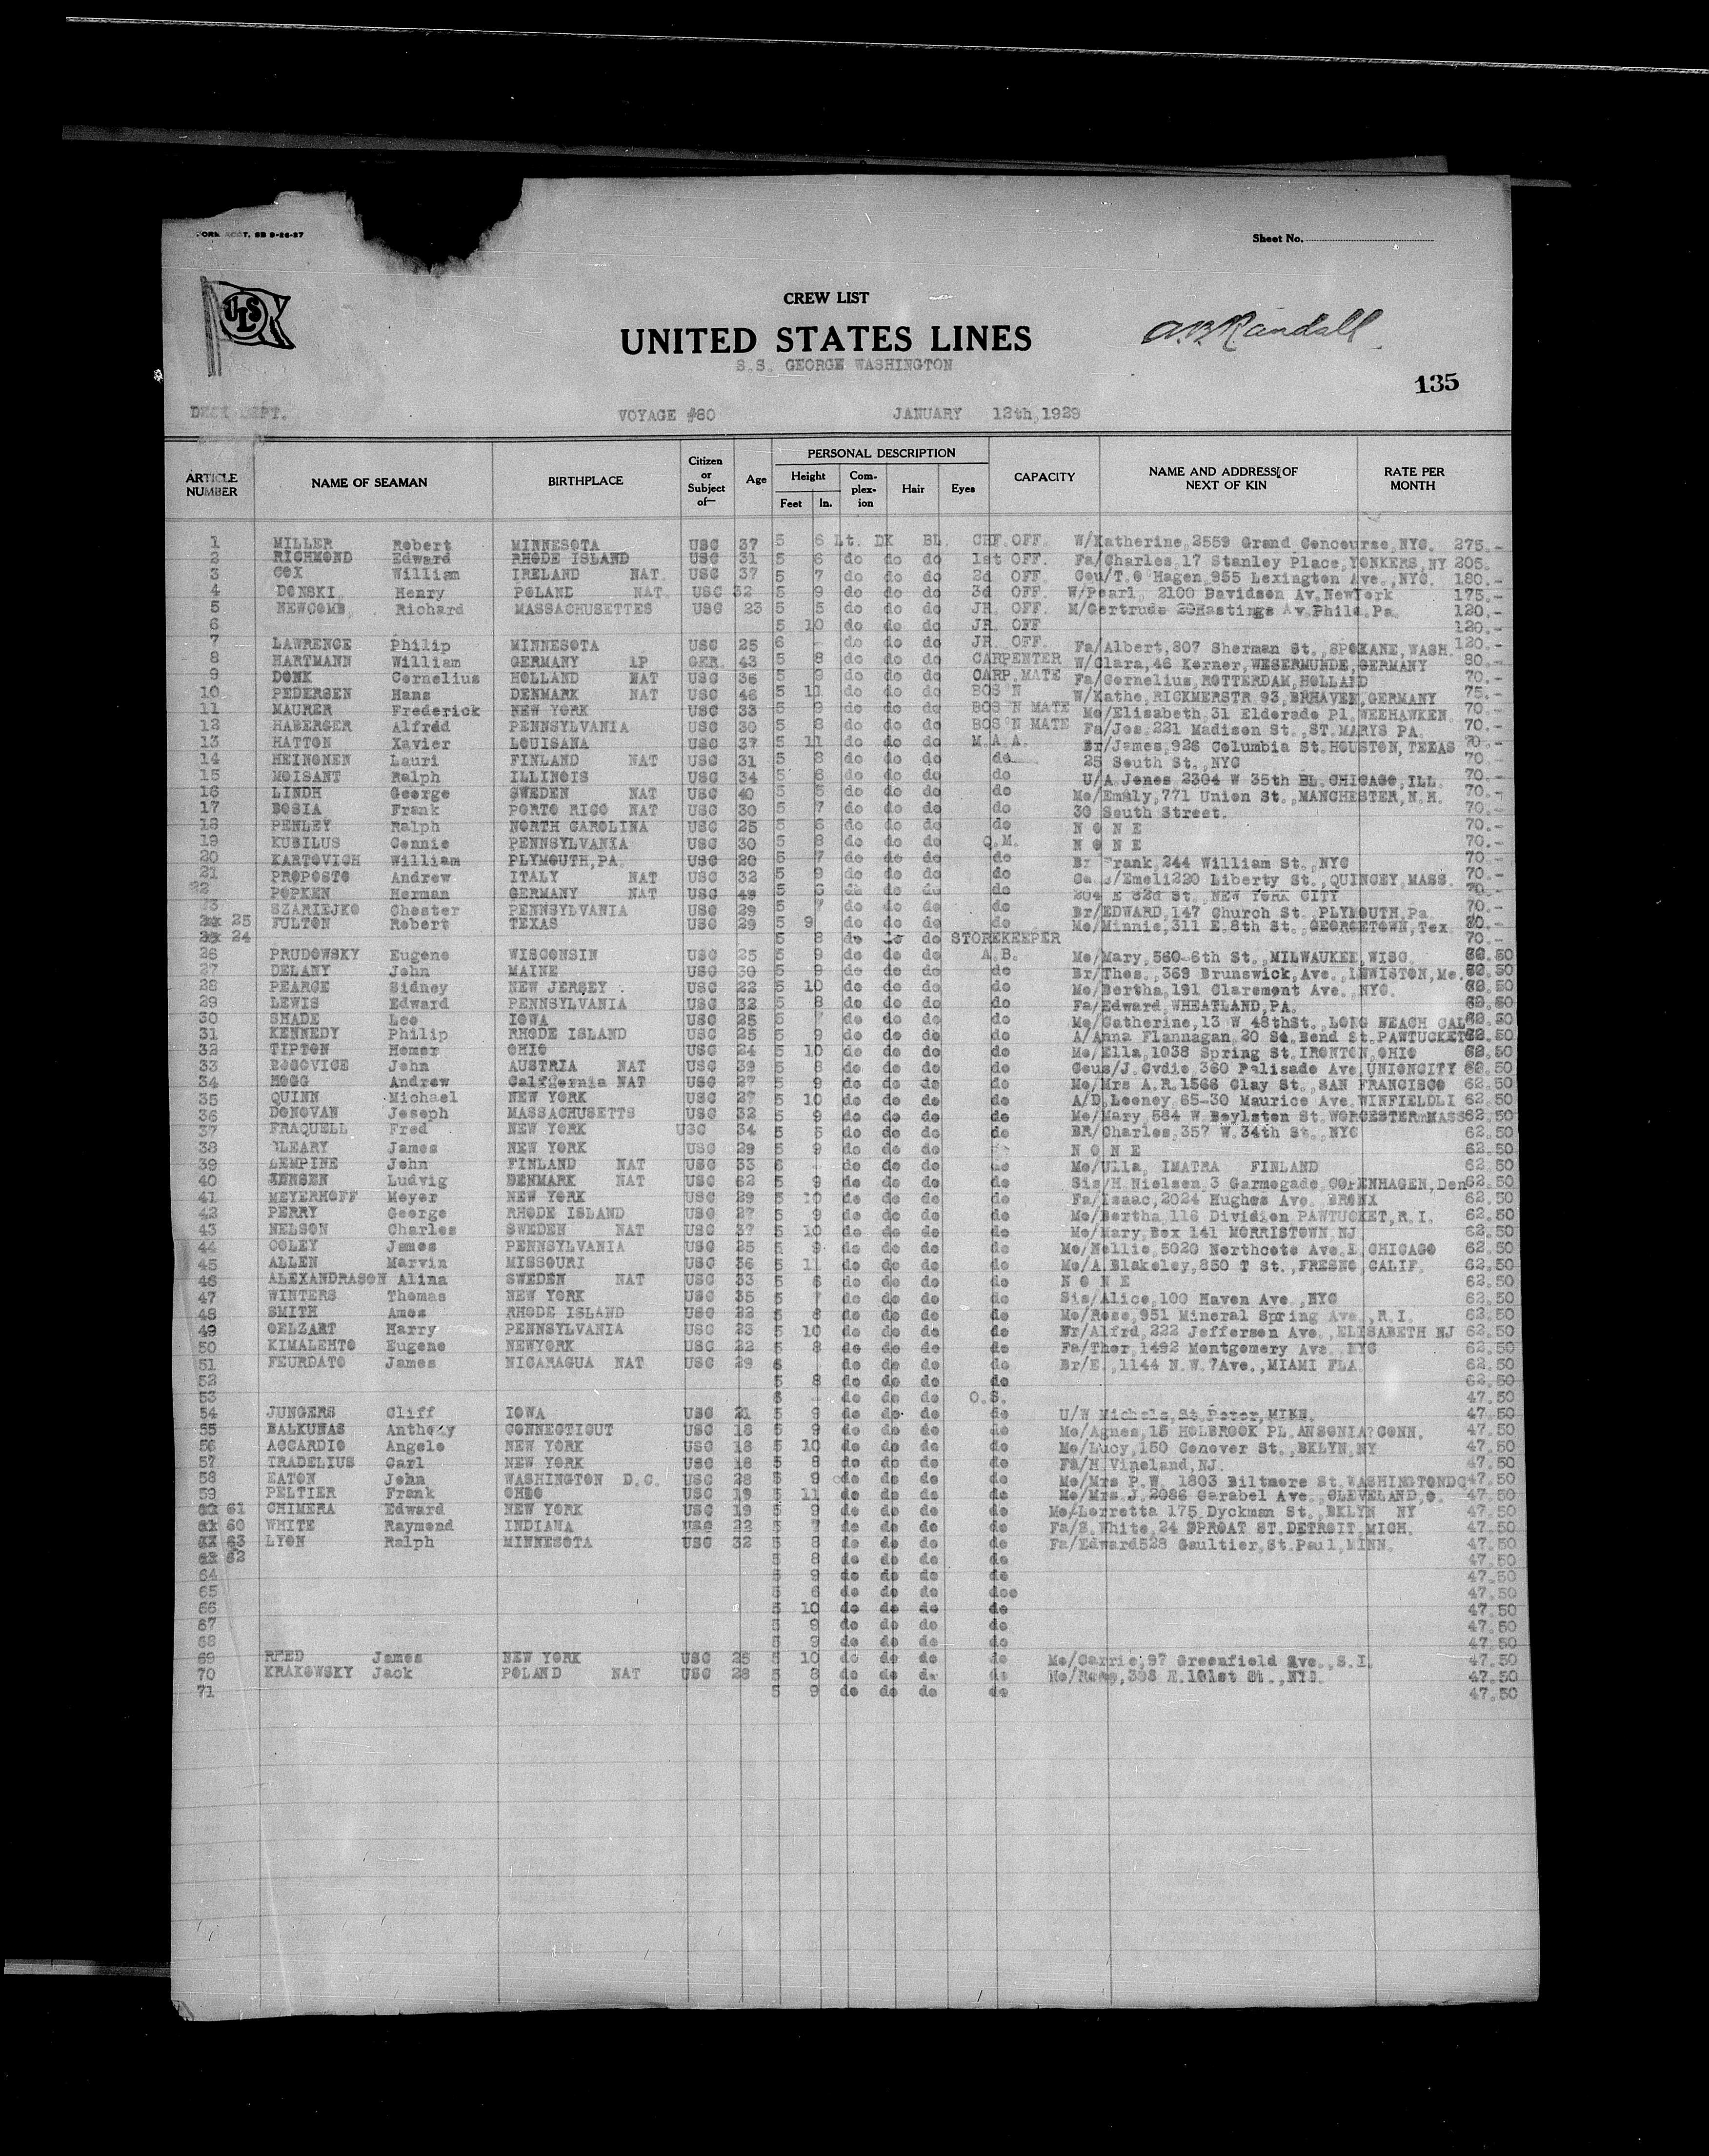 FORM ACCT. SB 9-26-27
Sheet No.
ULS
CREW LIST
UNITED STATES LINES
A.B. Randall
S.S. GEORGE WASHINGTON
135
DECK DEPT. VOYAGE #80 JANUARY 12th,1929
ARTICLE NUMBER NAME OF SEAMAN BIRTHPLACE Citizen or Subject of— Age PERSONAL DESCRIPTION Height Feet In. Complexion Hair Eyes CAPACITY NAME AND ADDRESS OF NEXT OF KIN RATE PER MONTH
1 MILLER Robert MINNESOTA USC 37 5 6 Lt. DK BL. CHF.OFF. W/Katherine,2559 Grand Concourse,NYC. 275.-
2 RICHMOND Edward RHODE ISLAND USC 31 5 6 do do do 1st OFF. Fa/Charles,17 Stanley Place,YONKERS,NY 205.
3 COX William IRELAND NAT. USC 37 5 7 do do do 2d OFF. Cou/T.O'Hagen,955 Lexington Ave.,NYC. 180.-
4 DONSKI Henry POLAND NAT. USC 32 5 9 do do do 3d OFF. W/Pearl, 2100 Davidson Av.NewYork 175.-
5 NEWCOMB Richard MASSACHUSETTES USC 23 5 5 do do do JR. OFF. M/Gertrude 29Hastings Av.Phila.Pa. 120.-
6 5 10 do do do JR. OFF 120.-
7 LAWRENCE Philip MINNESOTA USC 25 6 - do do do JR. OFF. Fa/Albert,807 Sherman St.,SPOKANE,WASH. 120.-
8 HARTMANN William GERMANY 1P GER. 43 5 8 do do do CARPENTER W/Clara,46 Kerner,WESERMUNDE,GERMANY 80.-
9 DONK Cornelius HOLLAND NAT USC 36 5 9 do do do CARP.MATE Fa/Cornelius,ROTTERDAM,HOLLAND 70.-
10 PEDERSEN Hans DENMARK NAT USC 46 5 11 do do do BOS'N W/Kathe,RICKMERSTR 93,BRHAVEN,GERMANY 75.-
11 MAURER Frederick NEW YORK USC 33 5 9 do do do BOS'N MATE Mo/Elisabeth,31 Elderade Pl.WEEHAWKEN. 70.-
12 HABERGER Alfrdd PENNSYLVANIA USC 30 5 8 do do do BOS'N MATE Fa/Jos.221 Madison St.,ST.MARYS PA. 70.-
13 HATTON Xavier LOUISANA USC 37 5 11 do do do M.A.A. Br/James,926 Columbia St.HOUSTON,TEXAS 70.-
14 HEINONEN Lauri FINLAND NAT USC 31 5 8 do do do do 25 South St.,NYC 70.-
15 MOISANT Ralph ILLINOIS USC 34 5 6 do do do do U/A Jones,2304 W 35th BL.CHICAGO,ILL. 70.-
16 LINDH George SWEDEN NAT USC 40 5 5 do do do do Mo/Emaly,771 Union St.,MANCHESTER,N.H. 70.-
17 BOSIA Frank PORTO RICO NAT USC 30 5 7 do do do do 30 South Street. 70.-
18 PENLEY Ralph NORTH CAROLINA USC 25 5 6 do do do do N O N E 70.-
19 KUBILUS Connie PENNSYLVANIA USC 30 5 8 do do do Q.M. N O N E 70.-
20 KARTOVICH William PLYMOUTH,PA. USC 20 5 7 do do do do Br Frank,244 William St.,NYC 70.-
21 PROPOSTO Andrew ITALY NAT USC 32 5 9 do do do do /Emeli220 Liberty St.,QUINCEY,MASS. 70.-
22 POPKEN Herman GERMANY NAT USC 49 5 6 do do do do 204 E 32d St.,NEW YORK CITY 70.-
23 SZARIEJKO Chester PENNSYLVANIA USC 29 5 7 do do do do Br/EDWARD,147 Church St. PLYMOUTH,Pa 70.-
25 FULTON Robert TEXAS USC 29 5 9 do do do do Mo/Minnie,311 E.8th St.,GEORGETOWN,Tex 80.-
24 5 8 do do do STOREKEEPER 70.-
26 PRUDOWSKY Eugene WISCONSIN USC 25 5 9 do do do A.B. Mo/Mary,560-6th St.,MILWAUKEE,WISC. 62.50
27 DELANY John MAINE USC 30 5 9 do do do do Br/Thos.,369 Brunswick,Ave.,LEWISTON,Me. 62.50
28 PEARCE Sidney NEW JERSEY . USC 22 5 10 do do do do Mo/Bertha,191 Claremont Ave.,NYC. 62.50
29 LEWIS Edward PENNSYLVANIA USC 32 5 8 do do do do Fa/Edward,WHEATLAND,PA. 62.50
30 SHADE Leo IOWA USC 25 5 7 do do do do Mo/Catherine,13 W 48thSt.,LONG BEACH CAL 62.50
31 KENNEDY Philip RHODE ISLAND USC 25 5 9 do do do do A/Anna Flannagan,20 So.Bend St.PAWTUCKET 62.50
32 TIPTON Homer OHIO USC 24 5 10 do do do do Mo/Ella,1038 Spring St.IRONTON,OHIO 62.50
33 BJGOVICE John AUSTRIA NAT USC 39 5 8 do do do do Cous/J.Cvdic,360 Palisade Ave.UNIONCITY 62.50
34 HOGG Andrew California NAT USC 27 5 9 do do do do Mo/Mrs A.R.1566 Clay St., SAN FRANCISCO 62.50
35 QUINN Michael NEW YORK USC 27 5 10 do do do do A/D.Leeney,65-30 Maurice Ave.WINFIELDLI 62.50
36 DONOVAN Joseph MASSACHUSETTS USC 32 5 9 do do do do Mo/Mary,584 W.Boylston St.WORCESTERmMASS 62.50
37 FRAQUELL Fred NEW YORK USC 34 5 5 do do do do BR/Charles,357 W.34th St.,NYC 62.50
38 CLEARY James NEW YORK USC 29 5 9 do do do N O N E 62.50
39 LEMPINE John FINLAND NAT USC 33 6 - do do do do Mo/Ulla, IMATRA FINLAND 62.50
40 JENSEN Ludvig DENMARK NAT USC 62 5 9 do do do do Sis/H.Nielsen,3 Garmegade,COPENHAGEN,Den 62.50
41 MEYERHOFF Meyer NEW YORK USC 29 5 10 do do do do Fa/Isaac,2024 Hughes Ave. BRONX 62.50
42 PERRY George RHODE ISLAND USC 27 5 9 do do do do Mo/Bertha,116 Dividion PAWTUCKET,R.I. 62.50
43 NELSON Charles SWEDEN NAT USC 37 5 10 do do do do Mo/Mary,Box 141 MORRISTOWN,NJ 62.50
44 COLEY James PENNSYLVANIA USC 25 5 9 do do do do Mo/Nellie,5020 Northcote Ave.E.CHICAGO 62.50
45 ALLEN Marvin MISSOURI USC 36 5 11 do do do do Mo/A.Blakeley,850 T St.,FRESNO,CALIF. 62.50
46 ALEXANDRASON Alina SWEDEN NAT USC 33 5 6 do do do do N O N E 62.50
47 WINTERS Thomas NEW YORK USC 35 5 7 do do do do Sis/Alice,100 Haven Ave.,NYC 62.50
48 SMITH Amos RHODE ISLAND USC 22 5 8 do do do do Mo/Rose,951 Mineral Spring Ave.,R.I. 62.50
49 OELZART Harry PENNSYLVANIA USC 23 5 10 do do do do Br/Alfrd,222 Jefferson Ave.,ELISABETH NJ 62.50
50 KIMALEHTO Eugene NEWYORK USC 22 5 8 do do do do Fa/Thor,1492 Montgomery Ave. NYC 62.50
51 FEURDATO James NICARAGUA NAT USC 29 6 do do do do Br/E.,1144 N.W.7Ave.,MIAMI FLA. 62.50
52 5 8 do do do do 62.50
53 6 - do do do O.S. 47.50
54 JUNGERS Cliff IOWA USC 21 5 9 do do do do U/W Nichols,St.Peter,MINN. 47.50
55 BALKUNAS Anthony CONNECTICUT USC 18 5 9 do do do do Mo/Agnes,15 HOLBROOK PL.ANSONIA?CONN. 47.50
56 ACCARDIO Angelo NEW YORK USC 18 5 10 do do do do Mo/Lucy,150 Conover St.,BKLYN,NY 47.50
57 TRADELIUS Carl NEW YORK USC 18 5 8 do do do do Fa/H.Vineland,NJ. 47.50
58 EATON John WASHINGTON D.C. USC 28 5 9 do do do do Mo/Mrs P.W. 1803 Biltmore St.WASHINGTONDC 47.50
59 PELTIER Frank OHIO USC 19 5 11 do do do do Mo/Mrs.J.2086 Carabel Ave.,CLEVELAND,O. 47.50
61 CHIMERA Edward NEW YORK USC 19 5 9 do do do do Mo/Lorretta 175 Dyckman St.,BKLYN NY 47.50
60 WHITE Raymond INDIANA USC 22 5 7 do do do do Fa/S.White,24 SPROAT ST.DETROIT,MICH. 47.50
63 LYON Ralph MINNESOTA USC 32 5 8 do do do do Fa/Edward528 Gaultier,St.Paul,MINN. 47.50
62 5 8 do do do do 47.50
64 5 9 do do do do 47.50
65 5 6 do do do doo 47.50
66 5 10 do do do do 47.50
67 5 9 do do do do 47.50
68 5 9 do do do do 47.50
69 REED James NEW YORK USC 25 5 10 do do do do Mo/Carrie,97 Greenfield Ave.,S.I. 47.50
70 KRAKOWSKY Jack POLAND NAT USC 28 5 8 do do do do Mo/Rose,308 E.101st St.,NYC. 47.50
71 5 9 do do do do 47.50